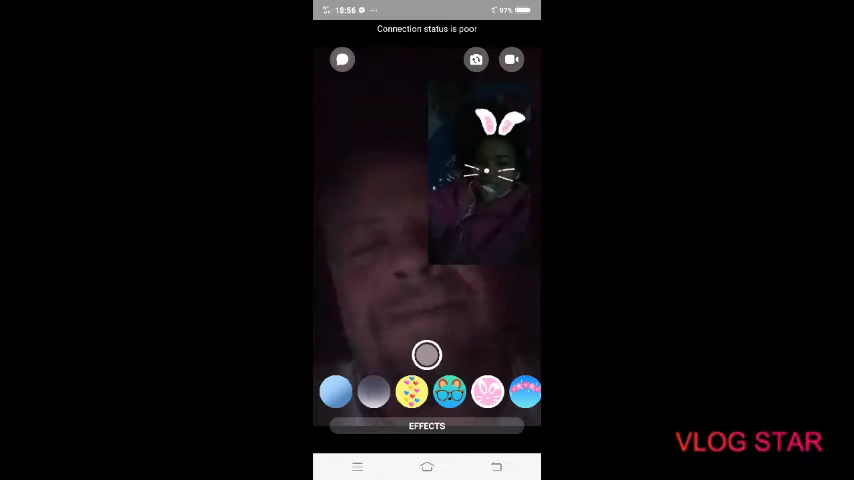 18:56 ... 97%
Connection status is poor
EFFECTS
VLOG STAR